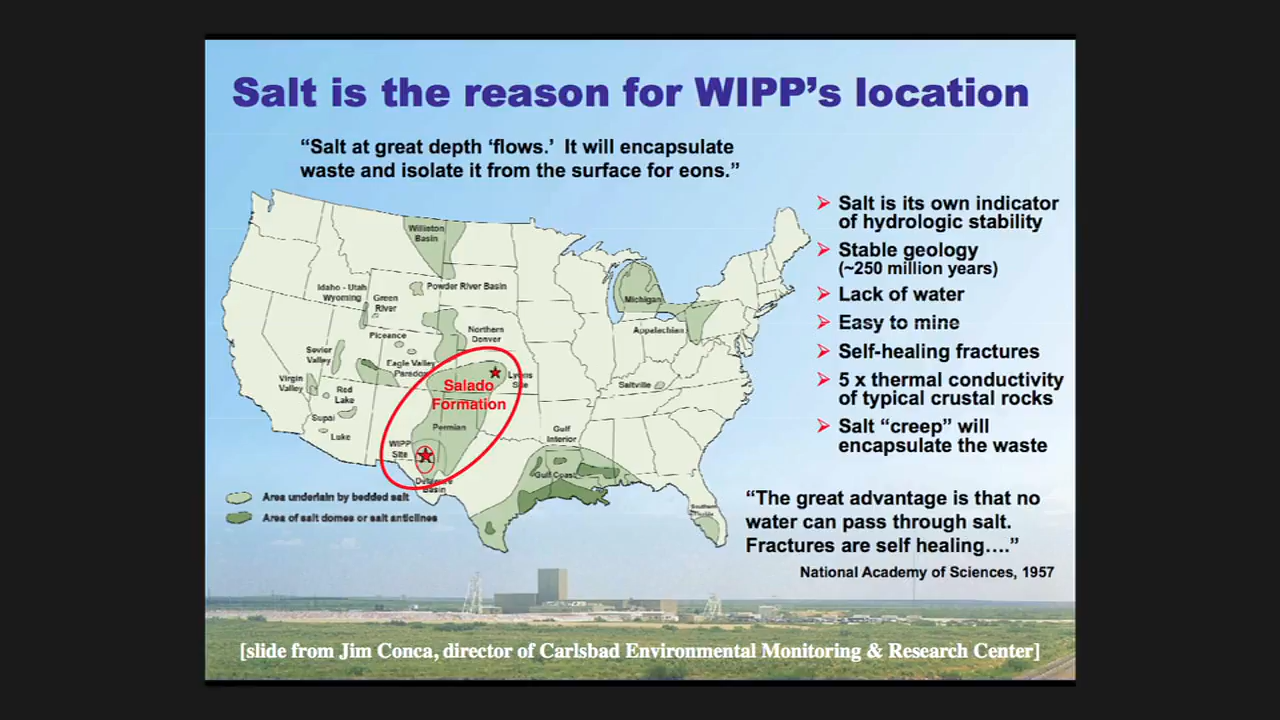 Salt is the reason for WIPP's location
“Salt at great depth ‘flows.’ It will encapsulate
waste and isolate it from the surface for eons.”
Williston
Basin
Idaho - Utah
Wyoming
Green
River
Powder River Basin
Michigan
Appalachian
Piceance
Northern
Denver
Sevier
Valley
Eagle Valley
Paradox
Lyons
Site
Virgin
Valley
Red
Lake
Salado
Formation
Saltville
Supai
Luke
Permian
WIPP
Site
Gulf
Interior
Gulf Coast
Delaware
Basin
Southern
Florida
Area underlain by bedded salt
Area of salt domes or salt anticlines
Salt is its own indicator
of hydrologic stability
Stable geology
(~250 million years)
Lack of water
Easy to mine
Self-healing fractures
5 x thermal conductivity
of typical crustal rocks
Salt “creep” will
encapsulate the waste
“The great advantage is that no
water can pass through salt.
Fractures are self healing....”
National Academy of Sciences, 1957
[slide from Jim Conca, director of Carlsbad Environmental Monitoring & Research Center]